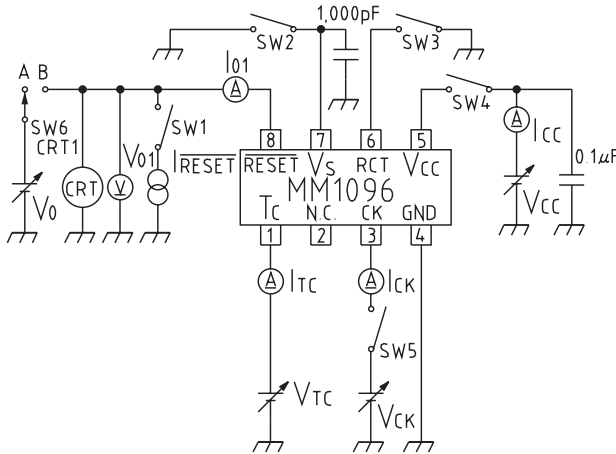 1,000pF
SW2
SW3
I01
A
A B
SW4
A
ICC
SW6
CRT1
SW1
V01
IRESET
8 7 6 5
RESET VS RCT VCC
0.1μF
CRT
V
V0
MM1096
VCC
TC N.C. CK GND
1 2 3 4
A ITC
A ICK
SW5
VTC
VCK